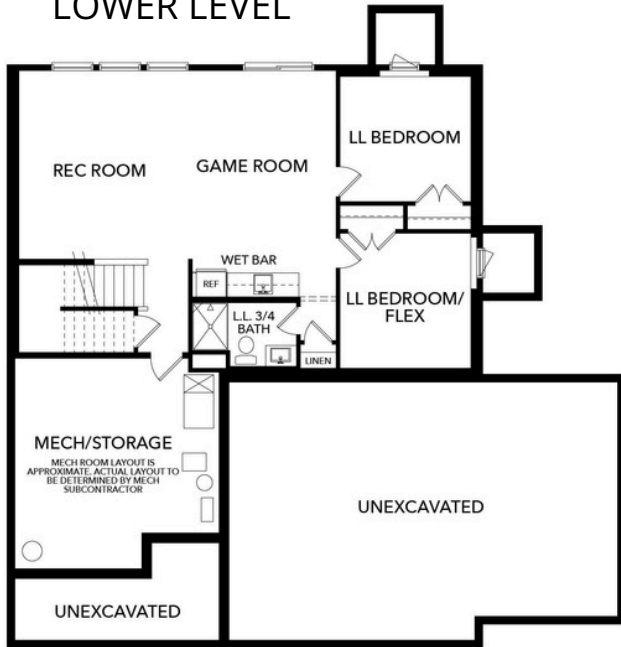 LOWER LEVEL
LL BEDROOM
REC ROOM
GAME ROOM
WET BAR
REF
LL BEDROOM/
FLEX
L.L. 3/4
BATH
LINEN
MECH/STORAGE
MECH ROOM LAYOUT IS
APPROXIMATE. ACTUAL LAYOUT TO
BE DETERMINED BY MECH
SUBCONTRACTOR
UNEXCAVATED
UNEXCAVATED